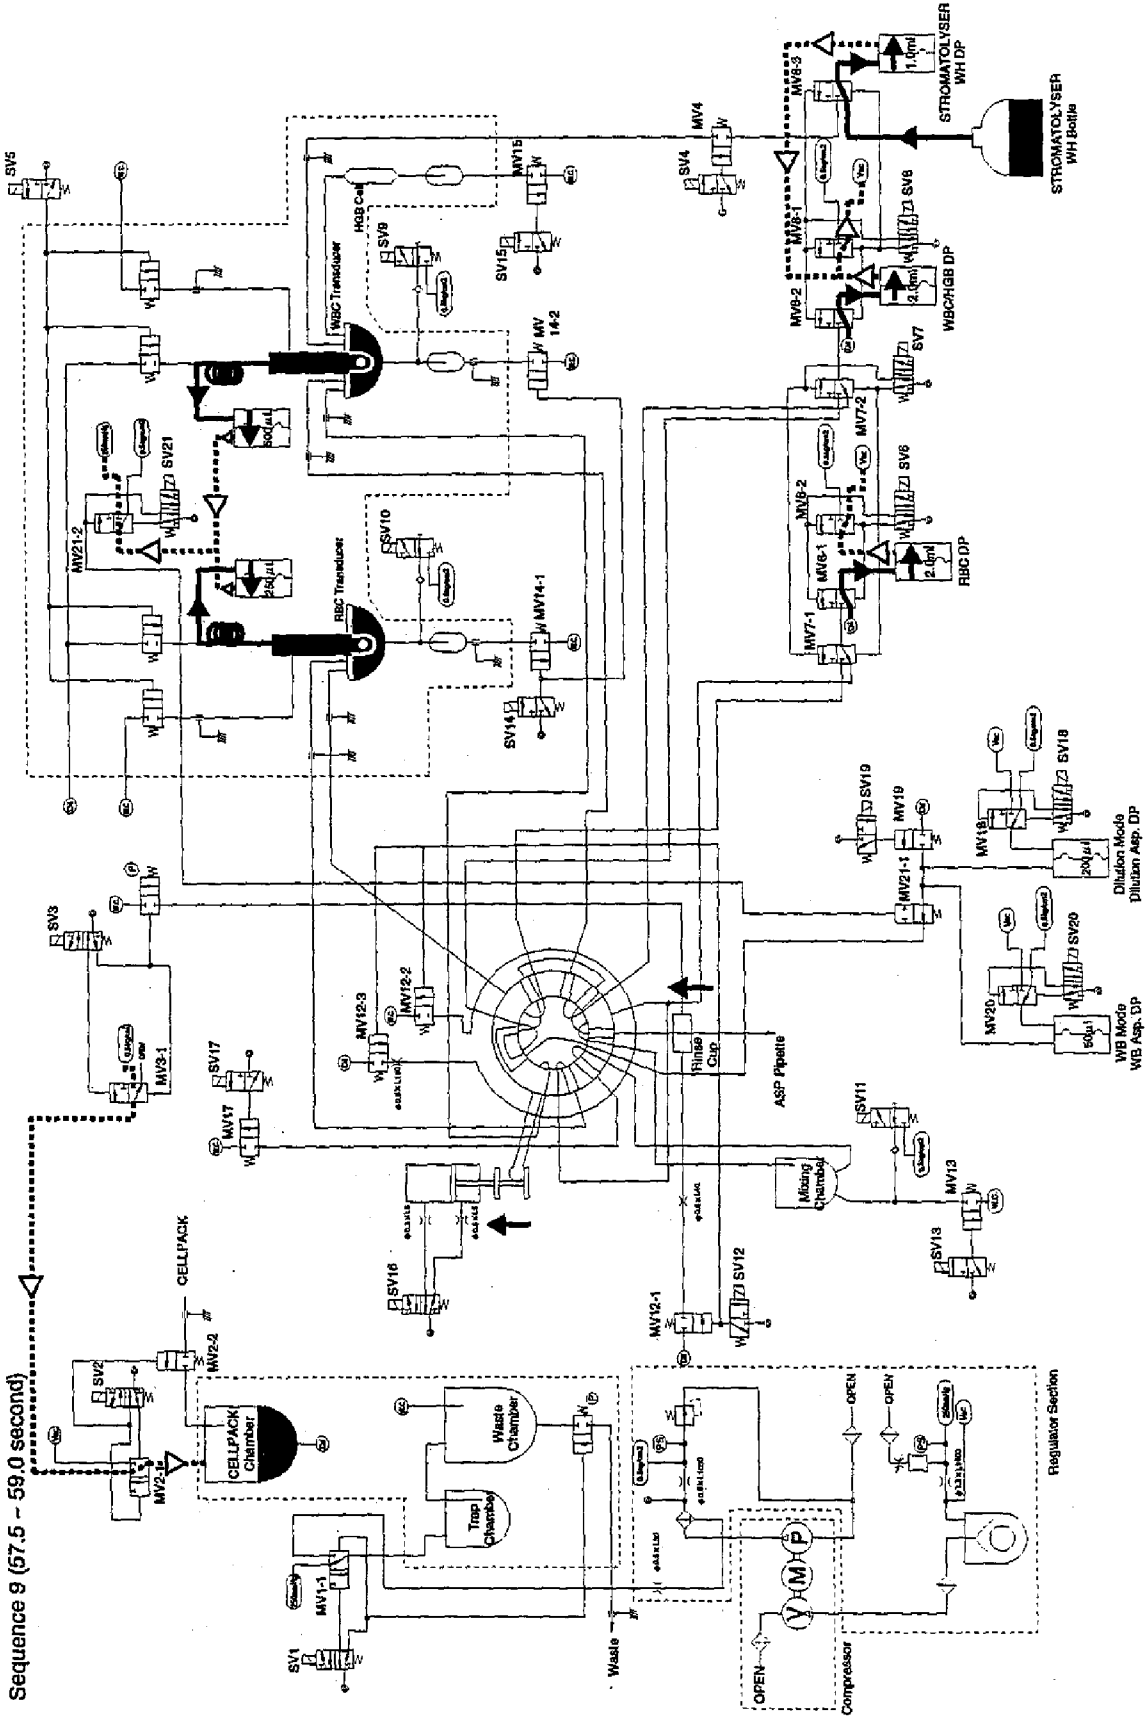 Sequence 9 (57.5 – 59.0 second)
SV5
SV3
MV3-1
SV17
MV17
SV2
MV2-1
MV2-2
CELLPACK
CELLPACK
Chamber
Waste
Chamber
Trap
Chamber
MV1-1
SV1
Waste
MV21-2
SV21
500µL
250µL
WBC Transducer
RBC Transducer
HGB Cell
SV9
SV10
SV15
MV15
MV
14-2
MV14-1
SV14
MV12-3
MV12-2
SV16
MV12-1
SV12
Rinse
Cup
ASP Pipette
Mixing
Chamber
SV11
MV13
SV13
SV4
MV4
MV8-3
1.0ml
STROMATOLYSER
WH DP
STROMATOLYSER
WH Bottle
MV8-1
SV8
MV8-2
2.0ml
WBC/HGB DP
SV7
MV7-2
MV6-2
SV6
MV6-1
2.0ml
RBC DP
MV7-1
SV19
MV19
MV21-1
MV18
SV18
200µl
Dilution Mode
Dilution Asp. DP
MV20
SV20
50µl
WB Mode
WB Asp. DP
Regulator Section
OPEN
OPEN
OPEN
V
M
P
Compressor